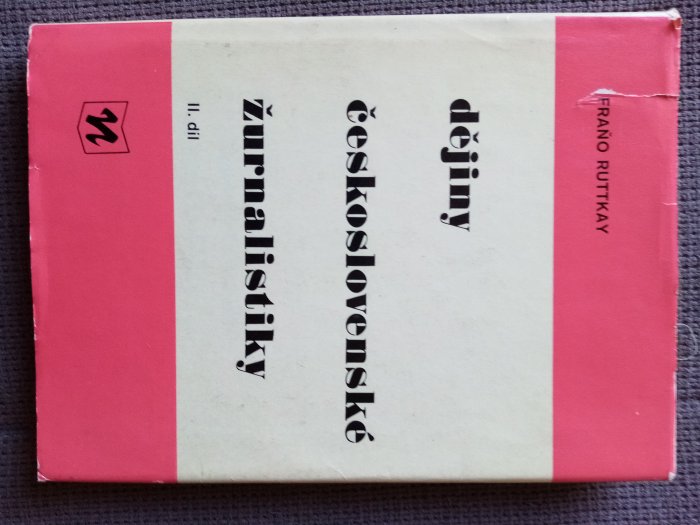 FRAŇO RUTTKAY
dějiny
československé
žurnalistiky
II. díl
n